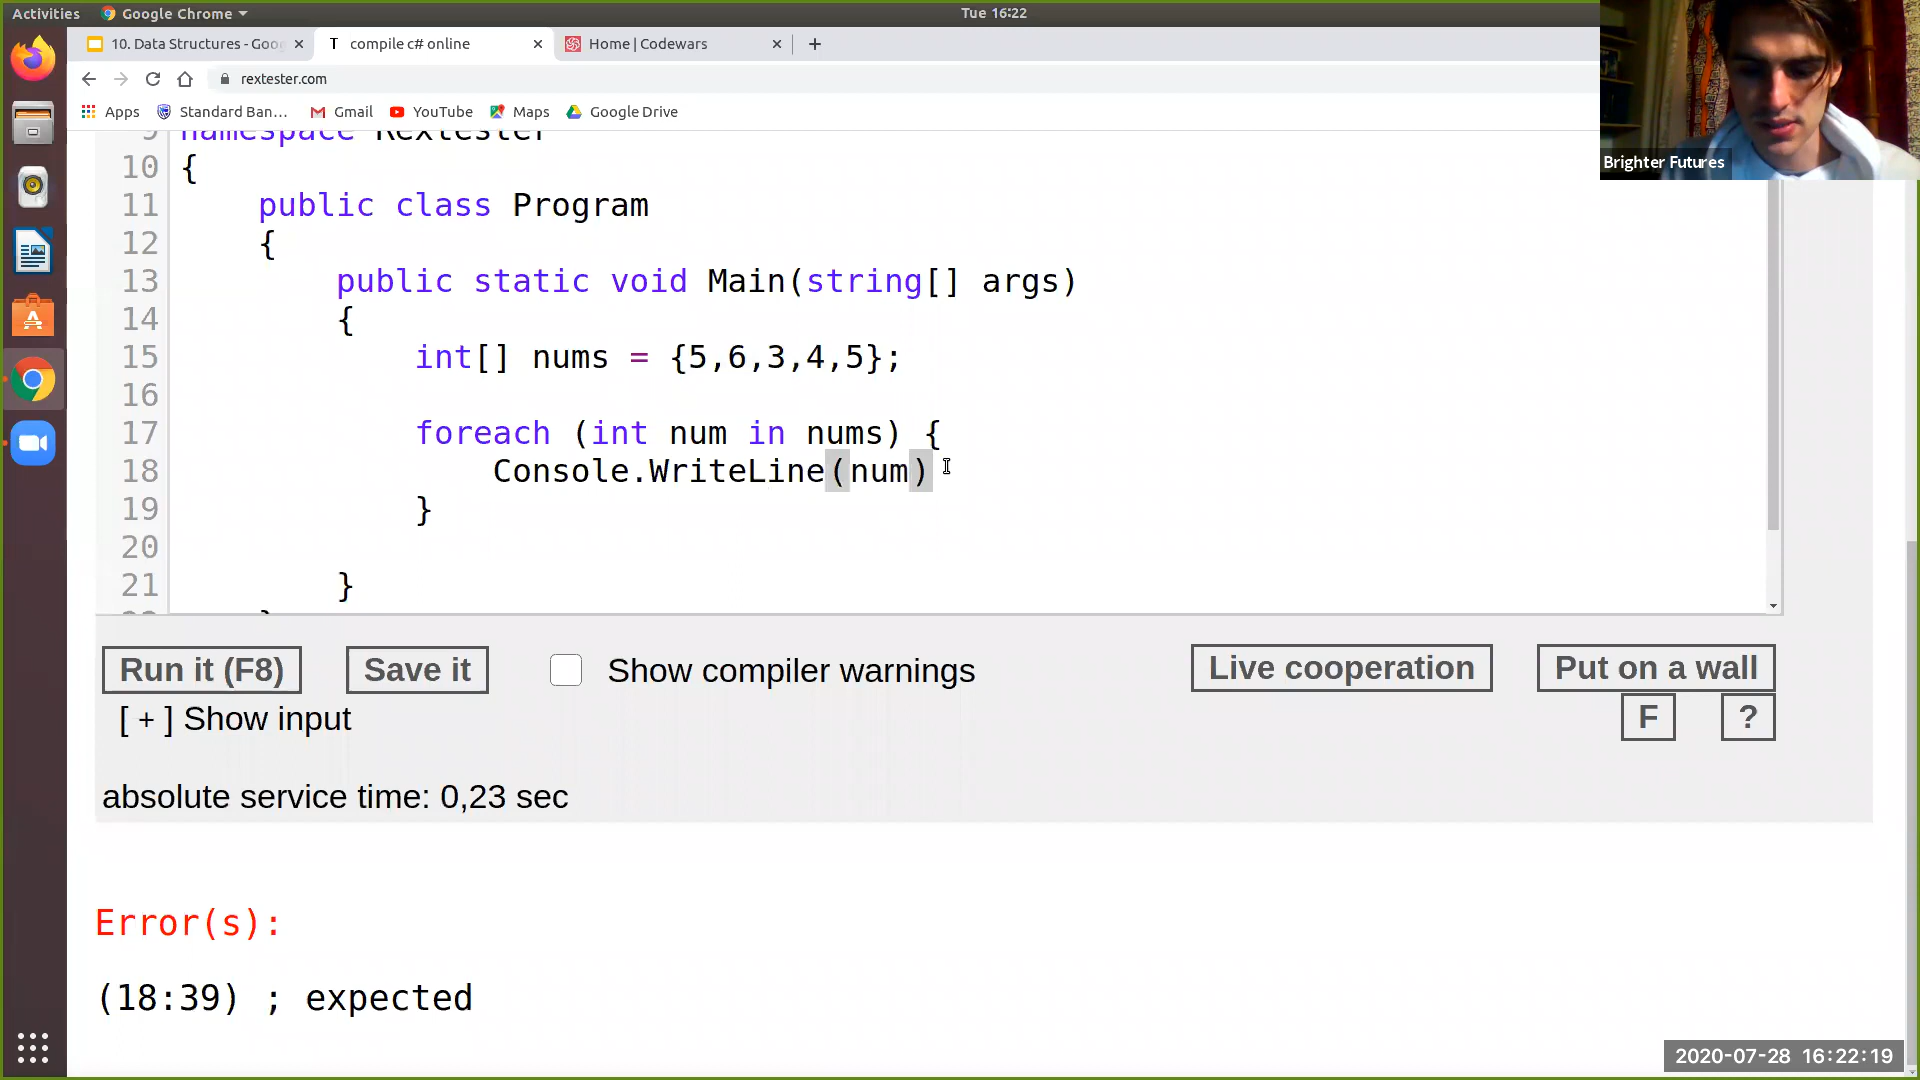 Activities Google Chrome Tue 16:22
10. Data Structures - Goo compile c# online Home | Codewars
rextester.com
Apps Standard Ban... Gmail YouTube Maps Google Drive
Brighter Futures
9 namespace Rextester
10 {
11 public class Program
12 {
13 public static void Main(string[] args)
14 {
15 int[] nums = {5,6,3,4,5};
16
17 foreach (int num in nums) {
18 Console.WriteLine(num)
19 }
20
21 }
22 }
Run it (F8) Save it Show compiler warnings Live cooperation Put on a wall
[ + ] Show input F ?
absolute service time: 0,23 sec
Error(s):
(18:39) ; expected
2020-07-28 16:22:19